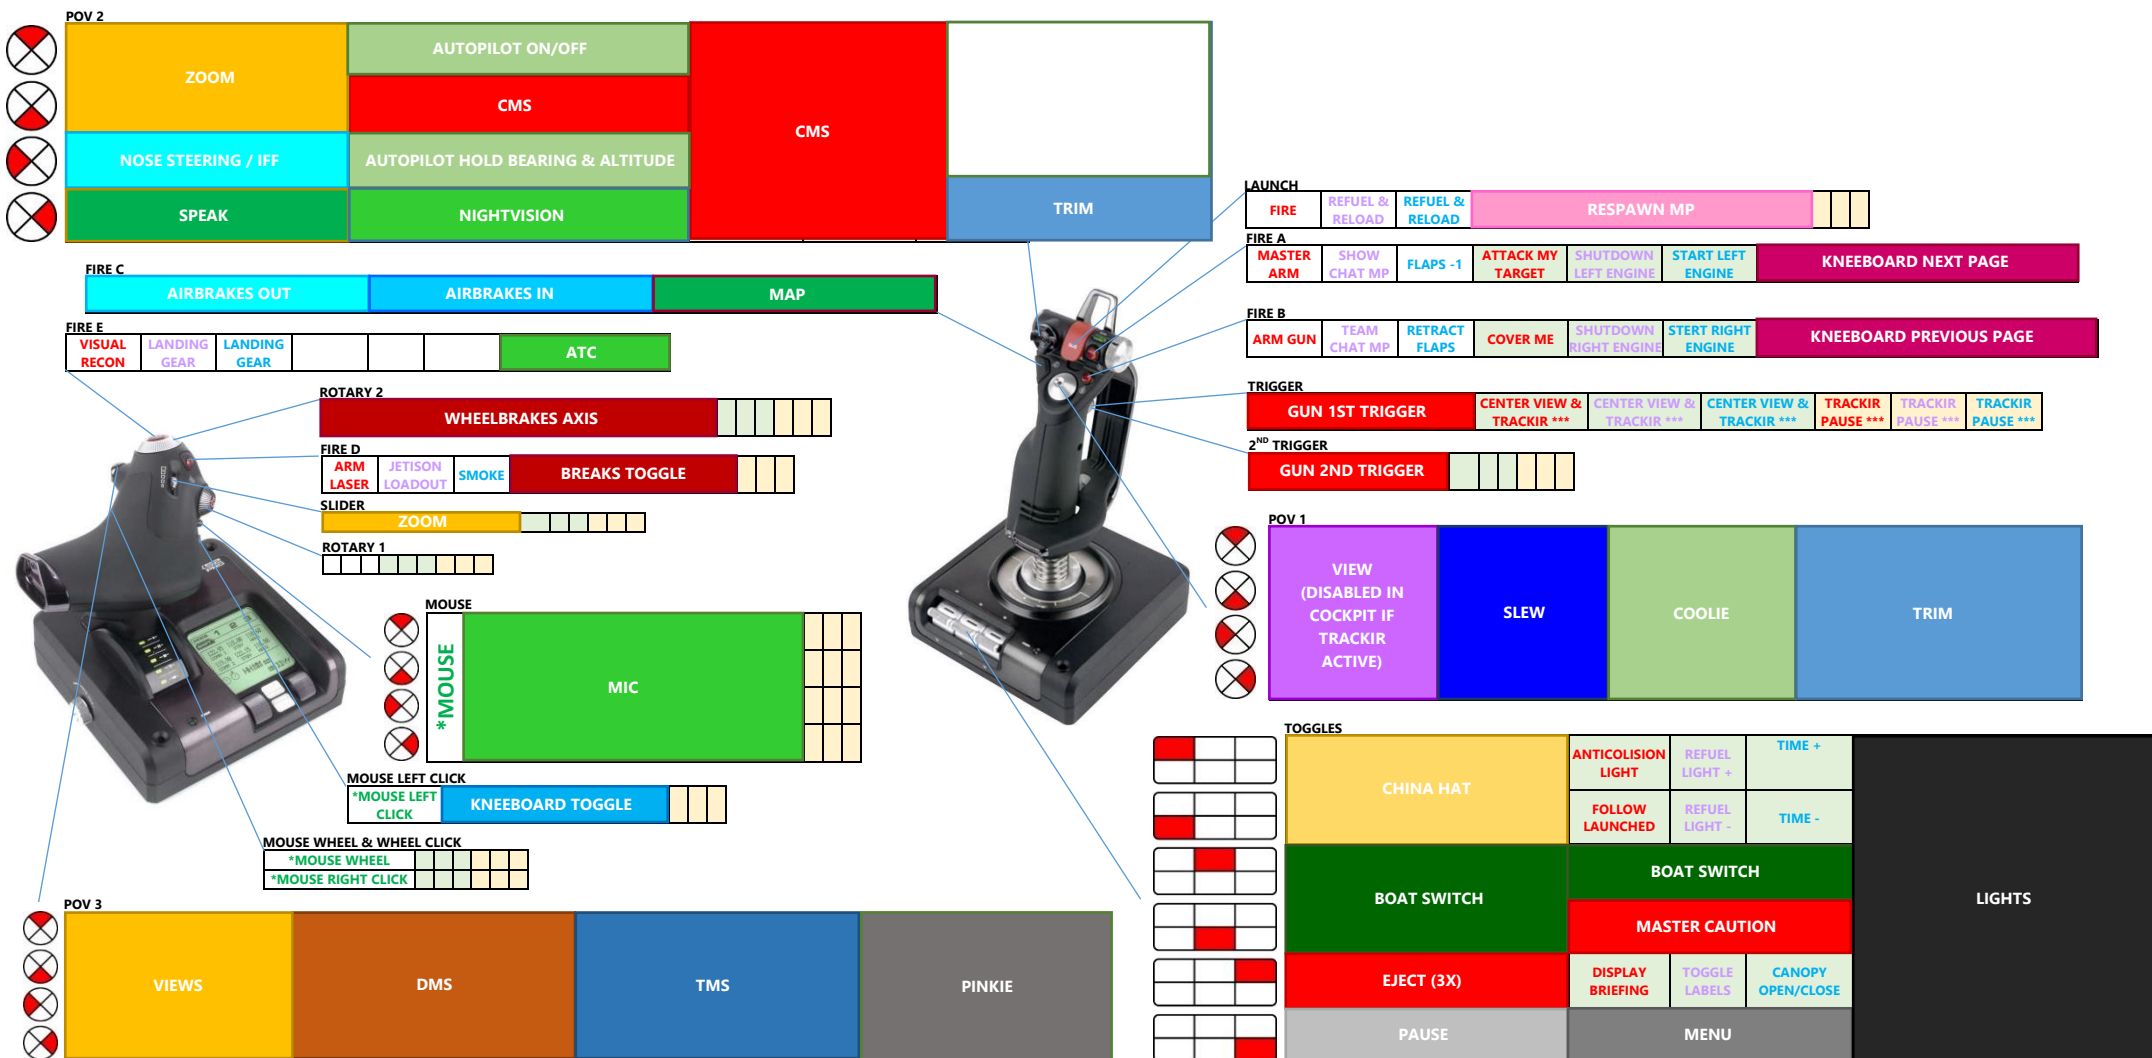 POV 2
ZOOM
AUTOPILOT ON/OFF
CMS
CMS
NOSE STEERING / IFF
AUTOPILOT HOLD BEARING & ALTITUDE
SPEAK
NIGHTVISION
TRIM
LAUNCH
FIRE
REFUEL &
RELOAD
REFUEL &
RELOAD
RESPAWN MP
FIRE A
MASTER
ARM
SHOW
CHAT MP
FLAPS -1
ATTACK MY
TARGET
SHUTDOWN
LEFT ENGINE
START LEFT
ENGINE
KNEEBOARD NEXT PAGE
FIRE C
AIRBRAKES OUT
AIRBRAKES IN
MAP
FIRE B
ARM GUN
TEAM
CHAT MP
RETRACT
FLAPS
COVER ME
SHUTDOWN
RIGHT ENGINE
STERT RIGHT
ENGINE
KNEEBOARD PREVIOUS PAGE
FIRE E
VISUAL
RECON
LANDING
GEAR
LANDING
GEAR
ATC
ROTARY 2
WHEELBRAKES AXIS
TRIGGER
GUN 1ST TRIGGER
CENTER VIEW &
TRACKIR ***
CENTER VIEW &
TRACKIR ***
CENTER VIEW &
TRACKIR ***
TRACKIR
PAUSE ***
TRACKIR
PAUSE ***
TRACKIR
PAUSE ***
2ND TRIGGER
GUN 2ND TRIGGER
FIRE D
ARM
LASER
JETISON
LOADOUT
SMOKE
BREAKS TOGGLE
SLIDER
ZOOM
ROTARY 1
POV 1
VIEW
(DISABLED IN
COCKPIT IF
TRACKIR
ACTIVE)
SLEW
COOLIE
TRIM
MOUSE
*MOUSE
MIC
MOUSE LEFT CLICK
*MOUSE LEFT
CLICK
KNEEBOARD TOGGLE
MOUSE WHEEL & WHEEL CLICK
*MOUSE WHEEL
*MOUSE RIGHT CLICK
TOGGLES
CHINA HAT
ANTICOLISION
LIGHT
REFUEL
LIGHT +
TIME +
FOLLOW
LAUNCHED
REFUEL
LIGHT -
TIME -
BOAT SWITCH
BOAT SWITCH
MASTER CAUTION
LIGHTS
EJECT (3X)
DISPLAY
BRIEFING
TOGGLE
LABELS
CANOPY
OPEN/CLOSE
PAUSE
MENU
POV 3
VIEWS
DMS
TMS
PINKIE